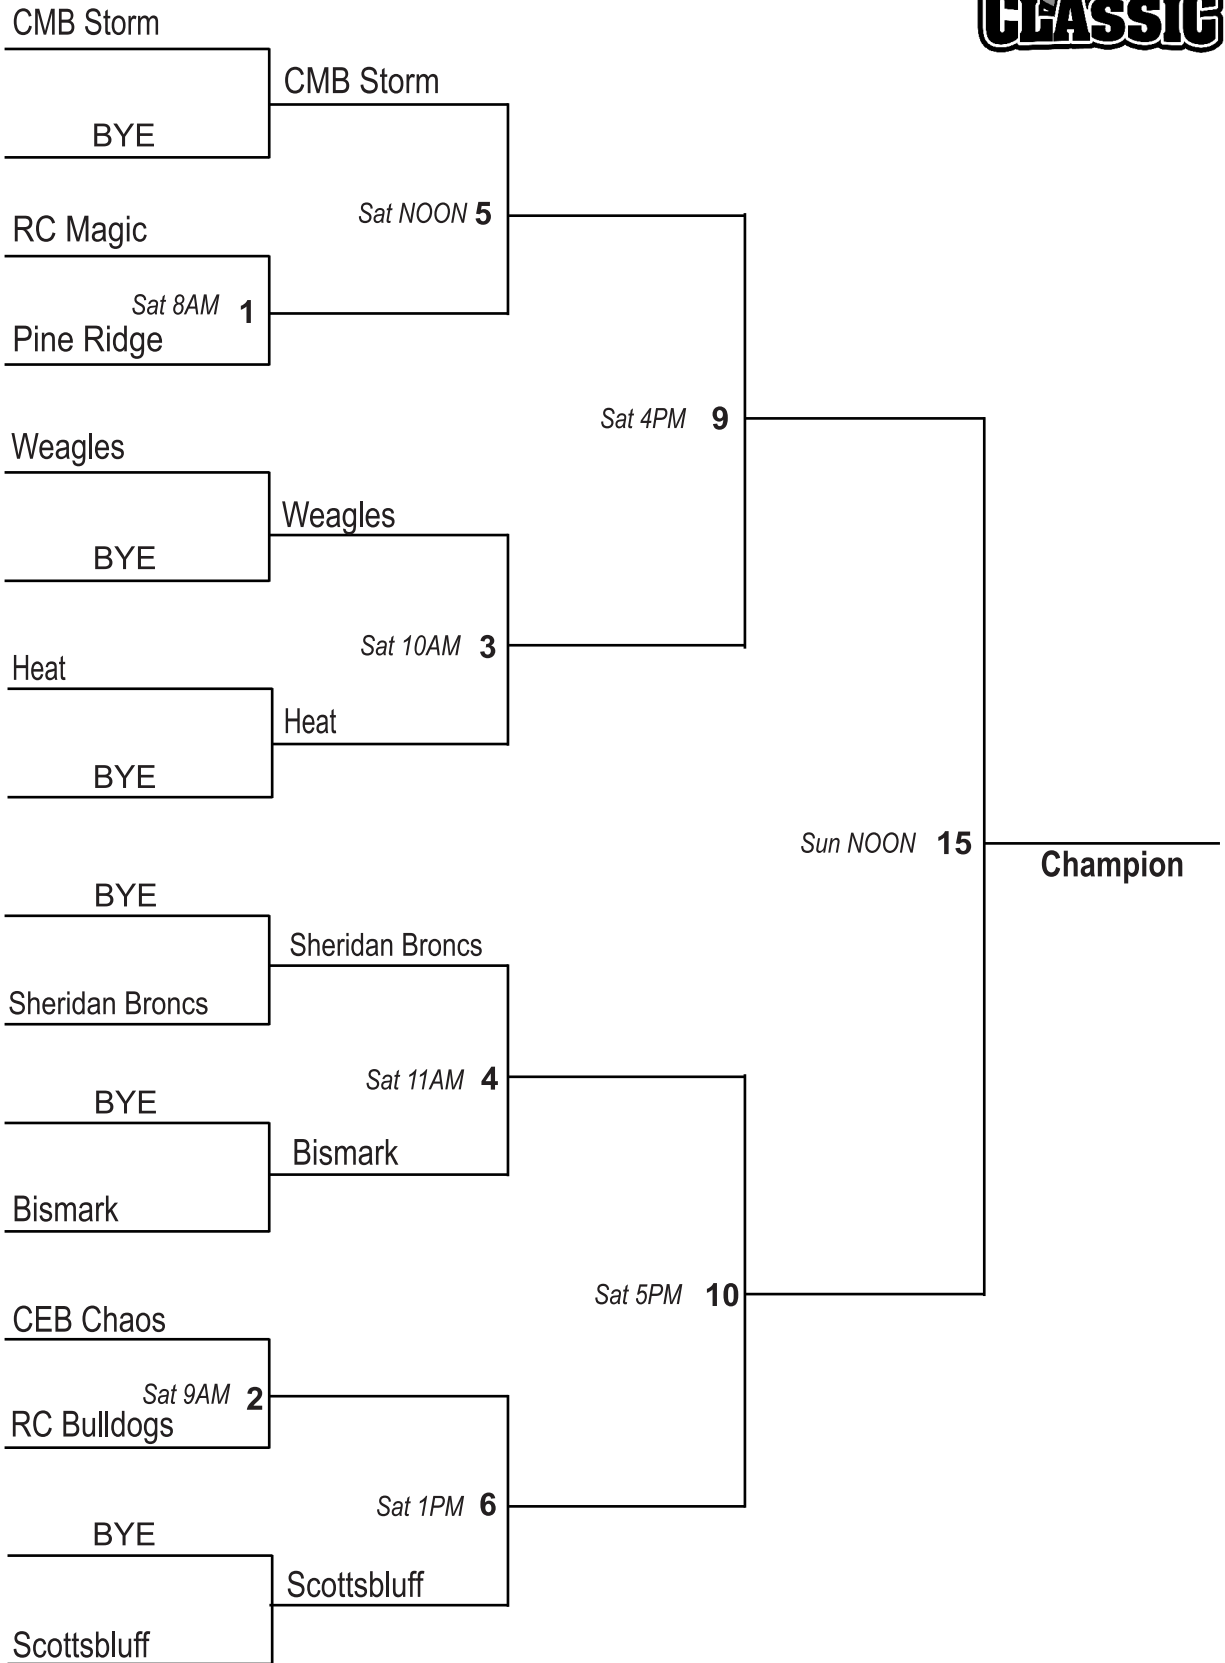 CLASSIC
CMB Storm
CMB Storm
BYE
Sat NOON 5
RC Magic
Sat 8AM 1
Pine Ridge
Sat 4PM 9
Weagles
Weagles
BYE
Sat 10AM 3
Heat
Heat
BYE
Sun NOON 15
Champion
BYE
Sheridan Broncs
Sheridan Broncs
Sat 11AM 4
BYE
Bismark
Bismark
Sat 5PM 10
CEB Chaos
Sat 9AM 2
RC Bulldogs
Sat 1PM 6
BYE
Scottsbluff
Scottsbluff